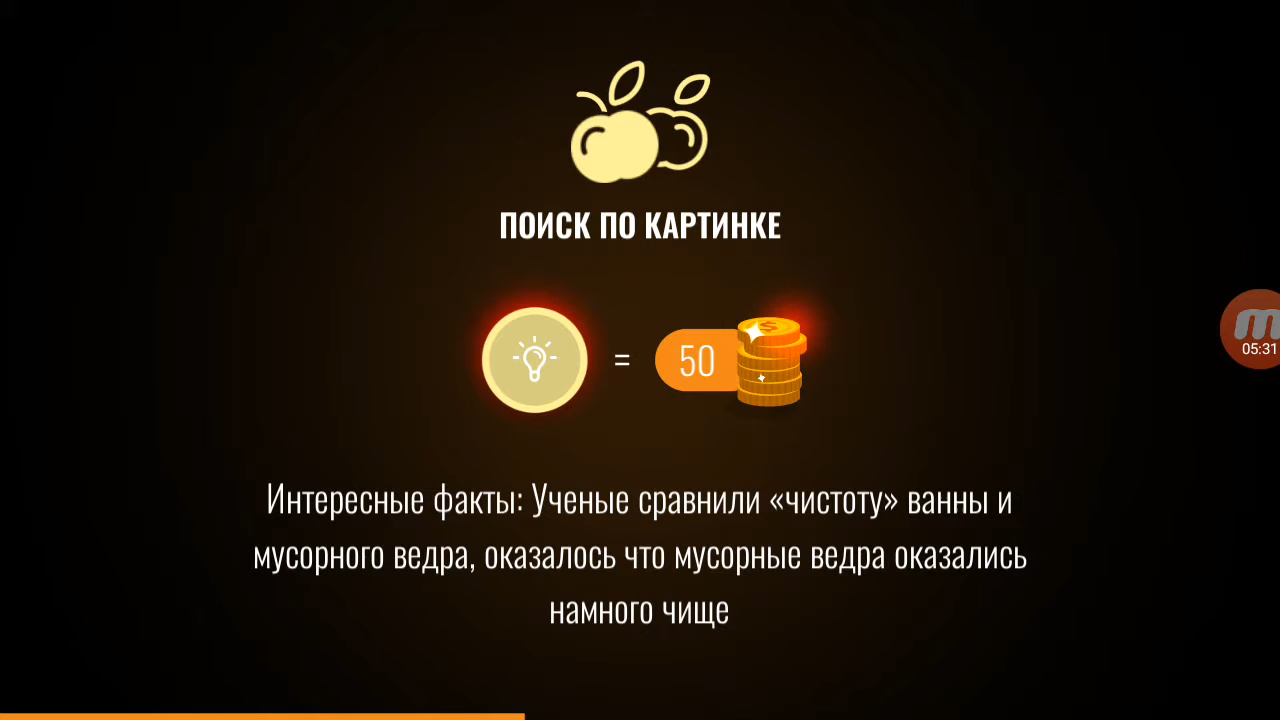 ПОИСК ПО КАРТИНКЕ
= 50
05:31
Интересные факты: Ученые сравнили «чистоту» ванны и
мусорного ведра, оказалось что мусорные ведра оказались
намного чище